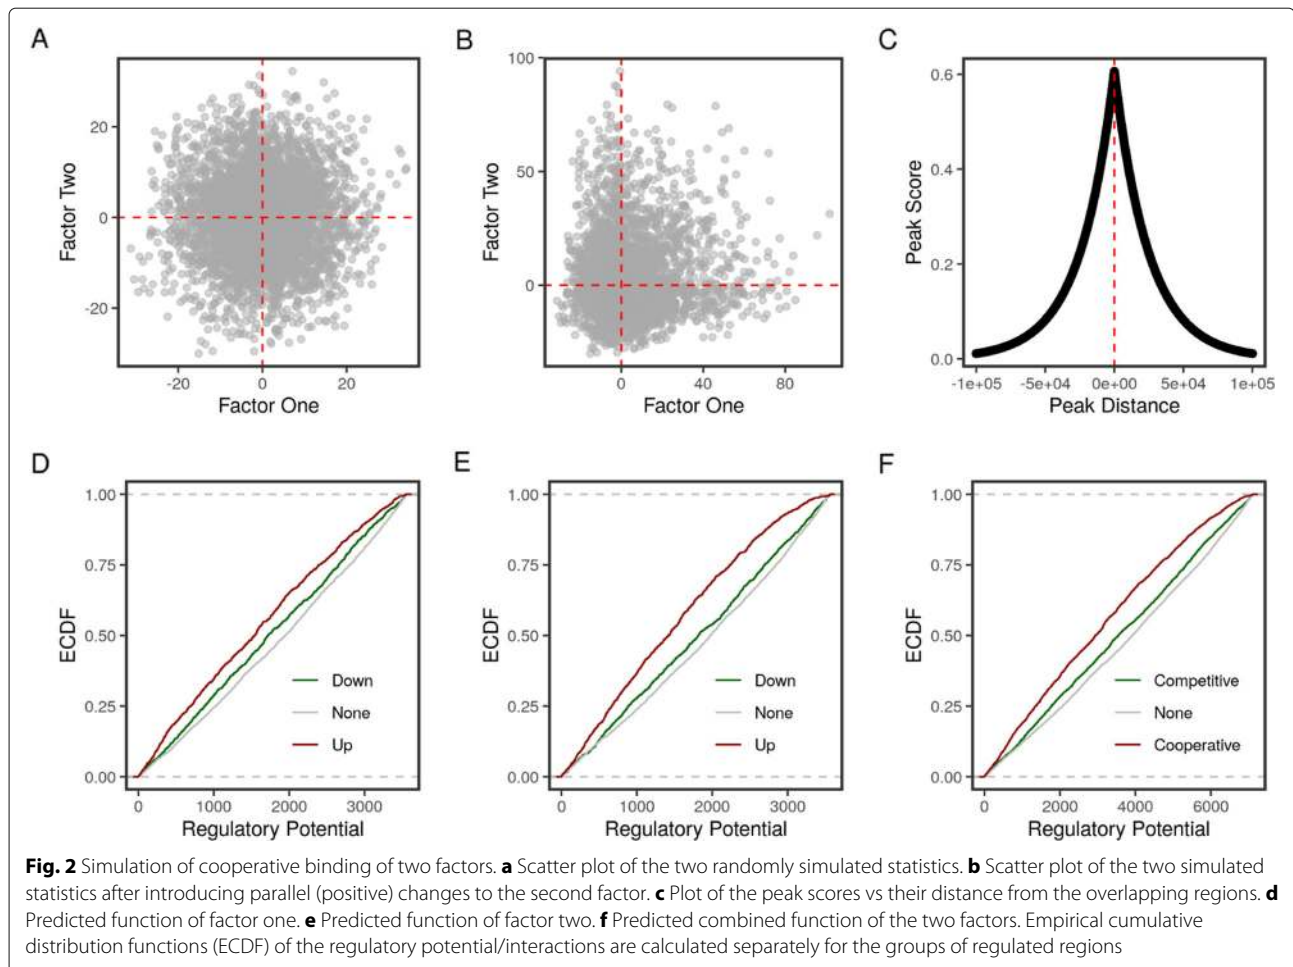 A
B
C
20
0
-20
Factor Two
-20
0
20
Factor One
100
50
0
Factor Two
0
40
80
Factor One
0.6
0.4
0.2
0.0
Peak Score
-1e+05
-5e+04
0e+00
5e+04
1e+05
Peak Distance
D
E
F
1.00
0.75
0.50
0.25
0.00
ECDF
Down
None
Up
0
1000
2000
3000
Regulatory Potential
1.00
0.75
0.50
0.25
0.00
ECDF
Down
None
Up
0
1000
2000
3000
Regulatory Potential
1.00
0.75
0.50
0.25
0.00
ECDF
Competitive
None
Cooperative
0
2000
4000
6000
Regulatory Potential
Fig. 2 Simulation of cooperative binding of two factors. a Scatter plot of the two randomly simulated statistics. b Scatter plot of the two simulated
statistics after introducing parallel (positive) changes to the second factor. c Plot of the peak scores vs their distance from the overlapping regions. d
Predicted function of factor one. e Predicted function of factor two. f Predicted combined function of the two factors. Empirical cumulative
distribution functions (ECDF) of the regulatory potential/interactions are calculated separately for the groups of regulated regions